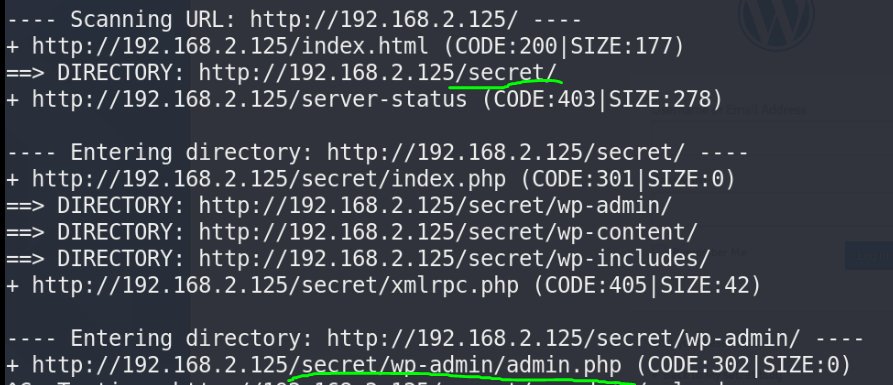 ---- Scanning URL: http://192.168.2.125/ ----
+ http://192.168.2.125/index.html (CODE:200|SIZE:177)
==> DIRECTORY: http://192.168.2.125/secret/
+ http://192.168.2.125/server-status (CODE:403|SIZE:278)
Email Address
---- Entering directory: http://192.168.2.125/secret/ ----
+ http://192.168.2.125/secret/index.php (CODE:301|SIZE:0)
==> DIRECTORY: http://192.168.2.125/secret/wp-admin/
==> DIRECTORY: http://192.168.2.125/secret/wp-content/
==> DIRECTORY: http://192.168.2.125/secret/wp-includes/
+ http://192.168.2.125/secret/xmlrpc.php (CODE:405|SIZE:42)
---- Entering directory: http://192.168.2.125/secret/wp-admin/ ----
+ http://192.168.2.125/secret/wp-admin/admin.php (CODE:302|SIZE:0)